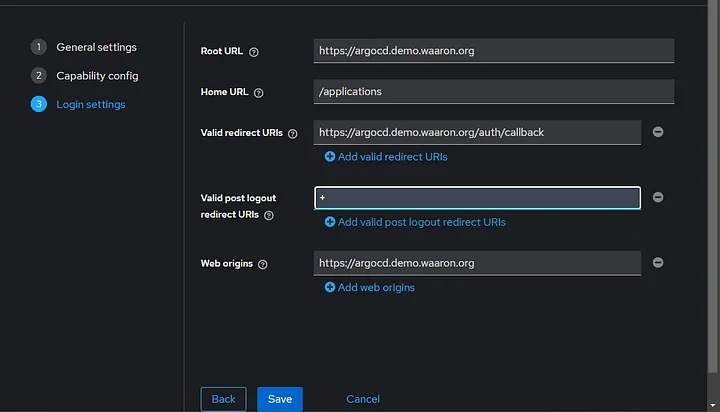 1 General settings
2 Capability config
3 Login settings
Root URL ?
https://argocd.demo.waaron.org
Home URL ?
/applications
Valid redirect URIs ?
https://argocd.demo.waaron.org/auth/callback
Add valid redirect URIs
Valid post logout
redirect URIs ?
+
Add valid post logout redirect URIs
Web origins ?
https://argocd.demo.waaron.org
Add web origins
Back Save Cancel